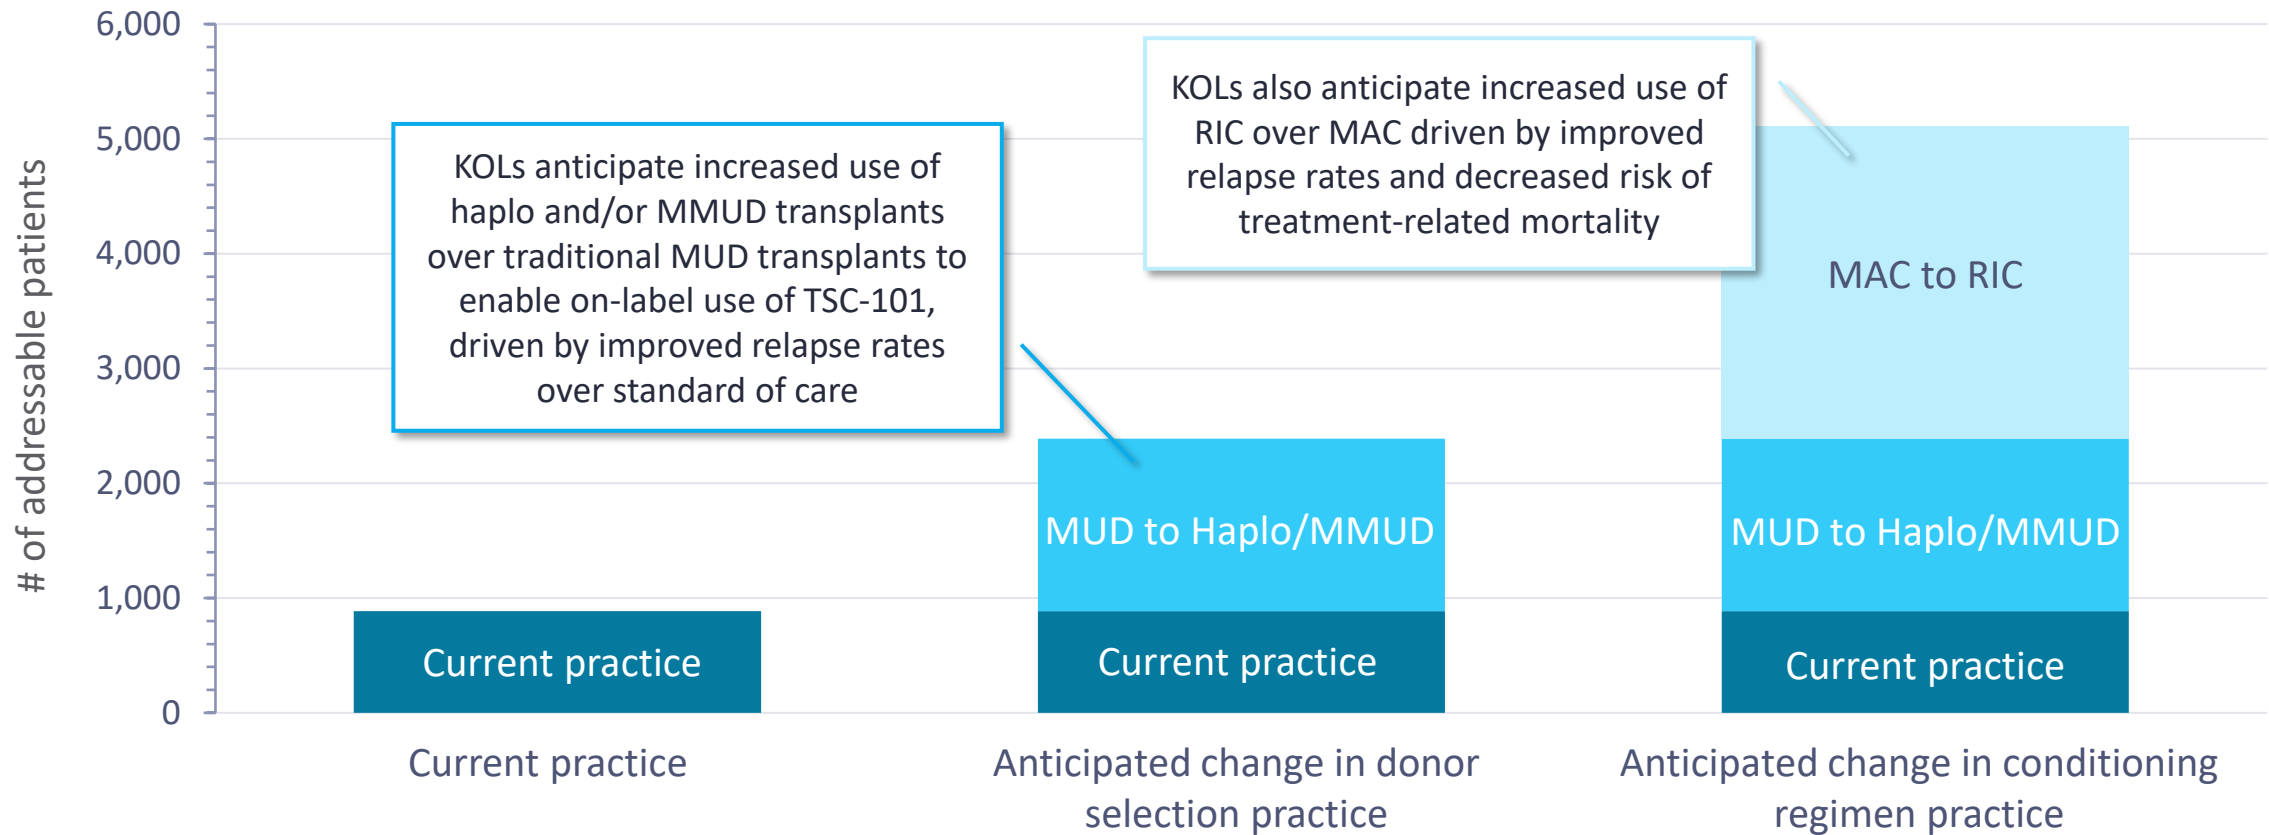 # of addressable patients
6,000
5,000
4,000
3,000
2,000
1,000
0
KOLs anticipate increased use of
haplo and/or MMUD transplants
over traditional MUD transplants to
enable on-label use of TSC-101,
driven by improved relapse rates
over standard of care
KOLs also anticipate increased use of
RIC over MAC driven by improved
relapse rates and decreased risk of
treatment-related mortality
Current practice
MUD to Haplo/MMUD
Current practice
MAC to RIC
MUD to Haplo/MMUD
Current practice
Current practice
Anticipated change in donor
selection practice
Anticipated change in conditioning
regimen practice